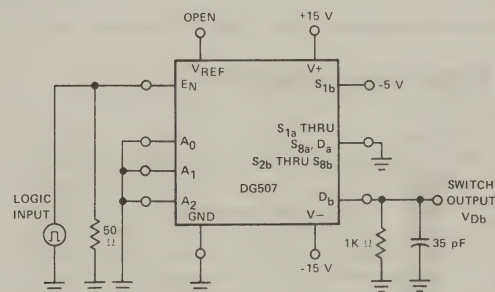 OPEN
+15 V
VREF
V+
EN
S1b
-5 V
A0
S1a THRU
S8a, Da
S2b THRU S8b
A1
DG507
A2
Db
GND
V−
LOGIC
INPUT
50
Ω
SWITCH
OUTPUT
VDb
1K Ω
35 pF
-15 V